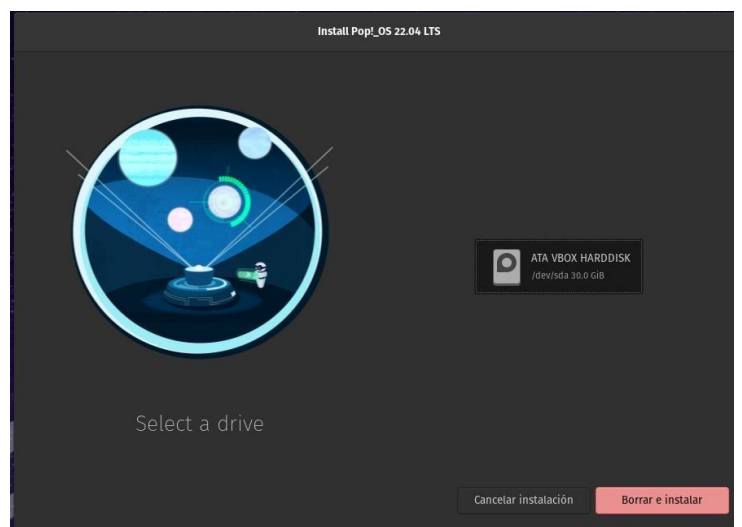 Install Pop!_OS 22.04 LTS
ATA VBOX HARDDISK
/dev/sda 30.0 GiB
Select a drive
Cancelar instalación
Borrar e instalar